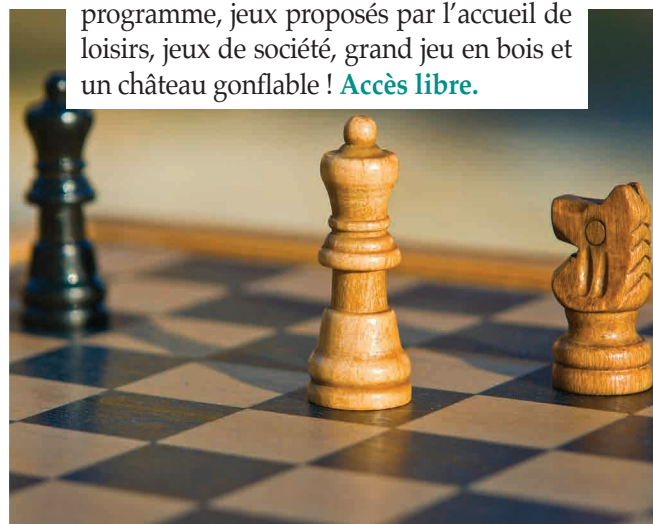 programme, jeux proposés par l’accueil de
loisirs, jeux de société, grand jeu en bois et
un château gonflable ! Accès libre.